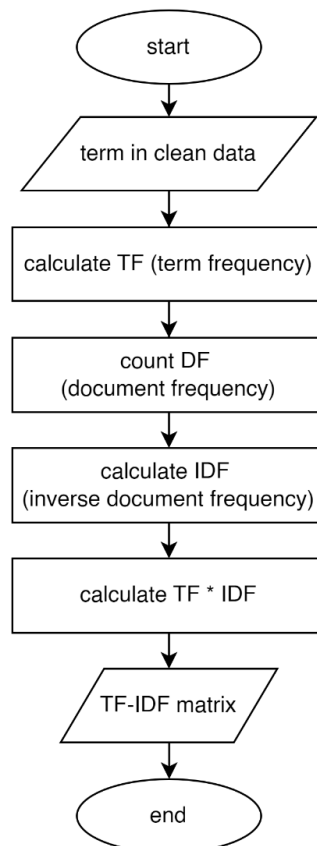 start
term in clean data
calculate TF (term frequency)
count DF
(document frequency)
calculate IDF
(inverse document frequency)
calculate TF * IDF
TF-IDF matrix
end